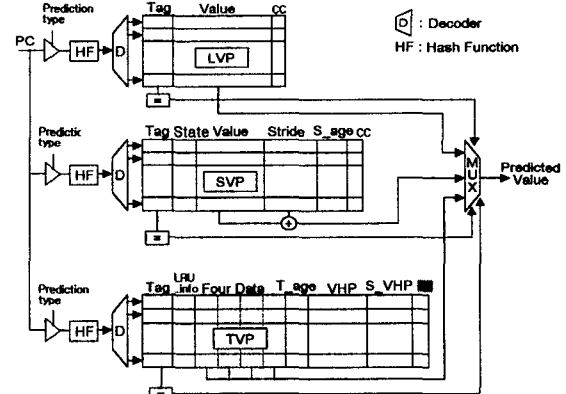 Prediction
type
Tag Value CC
D : Decoder
PC
HF
D
HF : Hash Function
LVP
=
Predictic
type
Tag State Value Stride S_age CC
HF
D
SVP
MUX
Predicted
Value
+
=
Prediction
type
Tag LRU
info Four Data T_age VHP S_VHP
HF
D
TVP
=